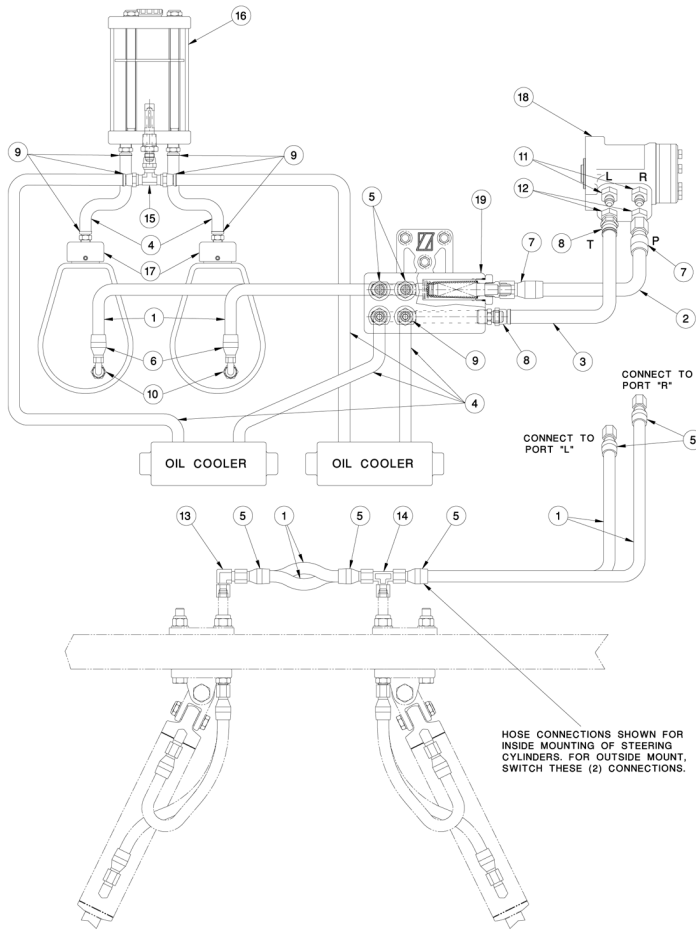 16
18
9
9
11
L
R
5
19
12
15
7
4
8
T
P
7
17
1
2
6
9
8
3
10
4
CONNECT TO
PORT "R"
CONNECT TO
PORT "L"
5
OIL COOLER
OIL COOLER
13
5
1
14
5
1
HOSE CONNECTIONS SHOWN FOR
INSIDE MOUNTING OF STEERING
CYLINDERS. FOR OUTSIDE MOUNT,
SWITCH THESE (2) CONNECTIONS.